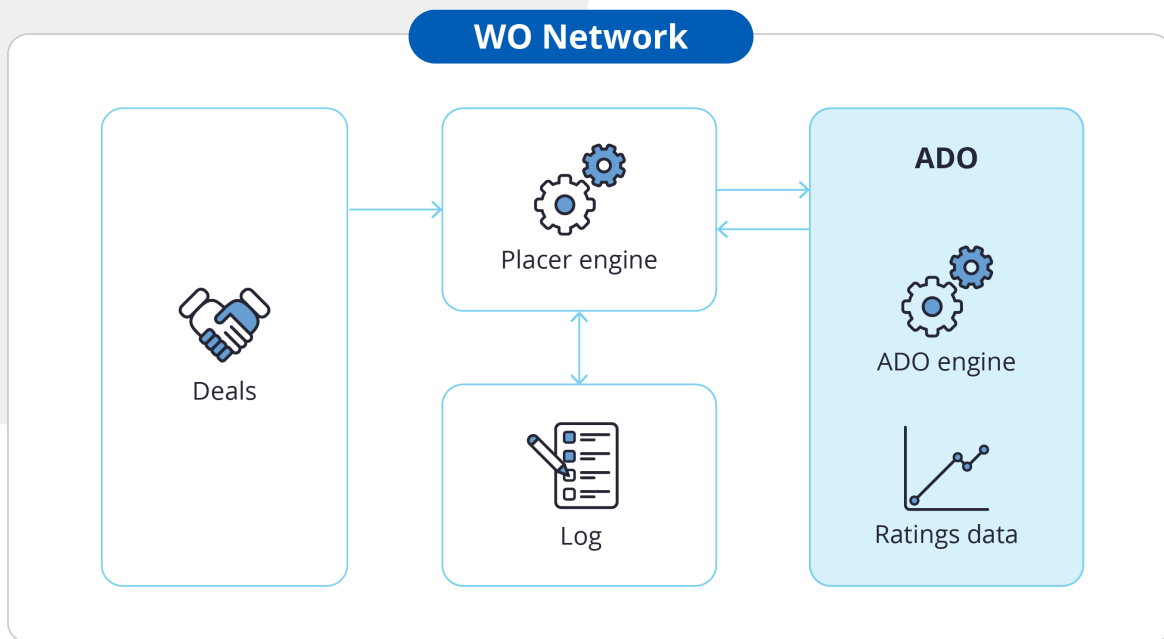 WO Network
Deals
Placer engine
Log
ADO
ADO engine
Ratings data